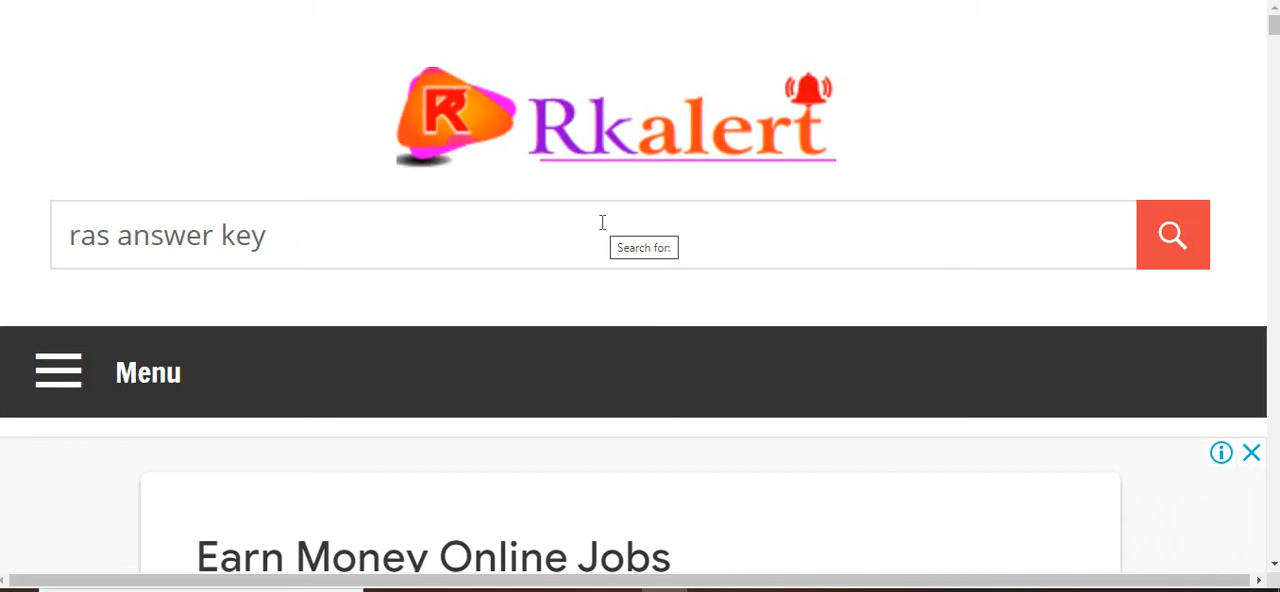 R Rkalert
ras answer key
Search for:
Menu
Earn Money Online Jobs